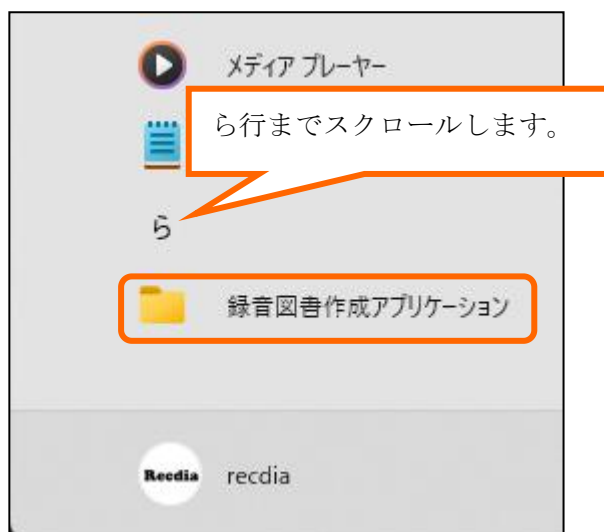 メディア プレーヤー
ら行までスクロールします。
ら
録音図書作成アプリケーション
Recdia recdia